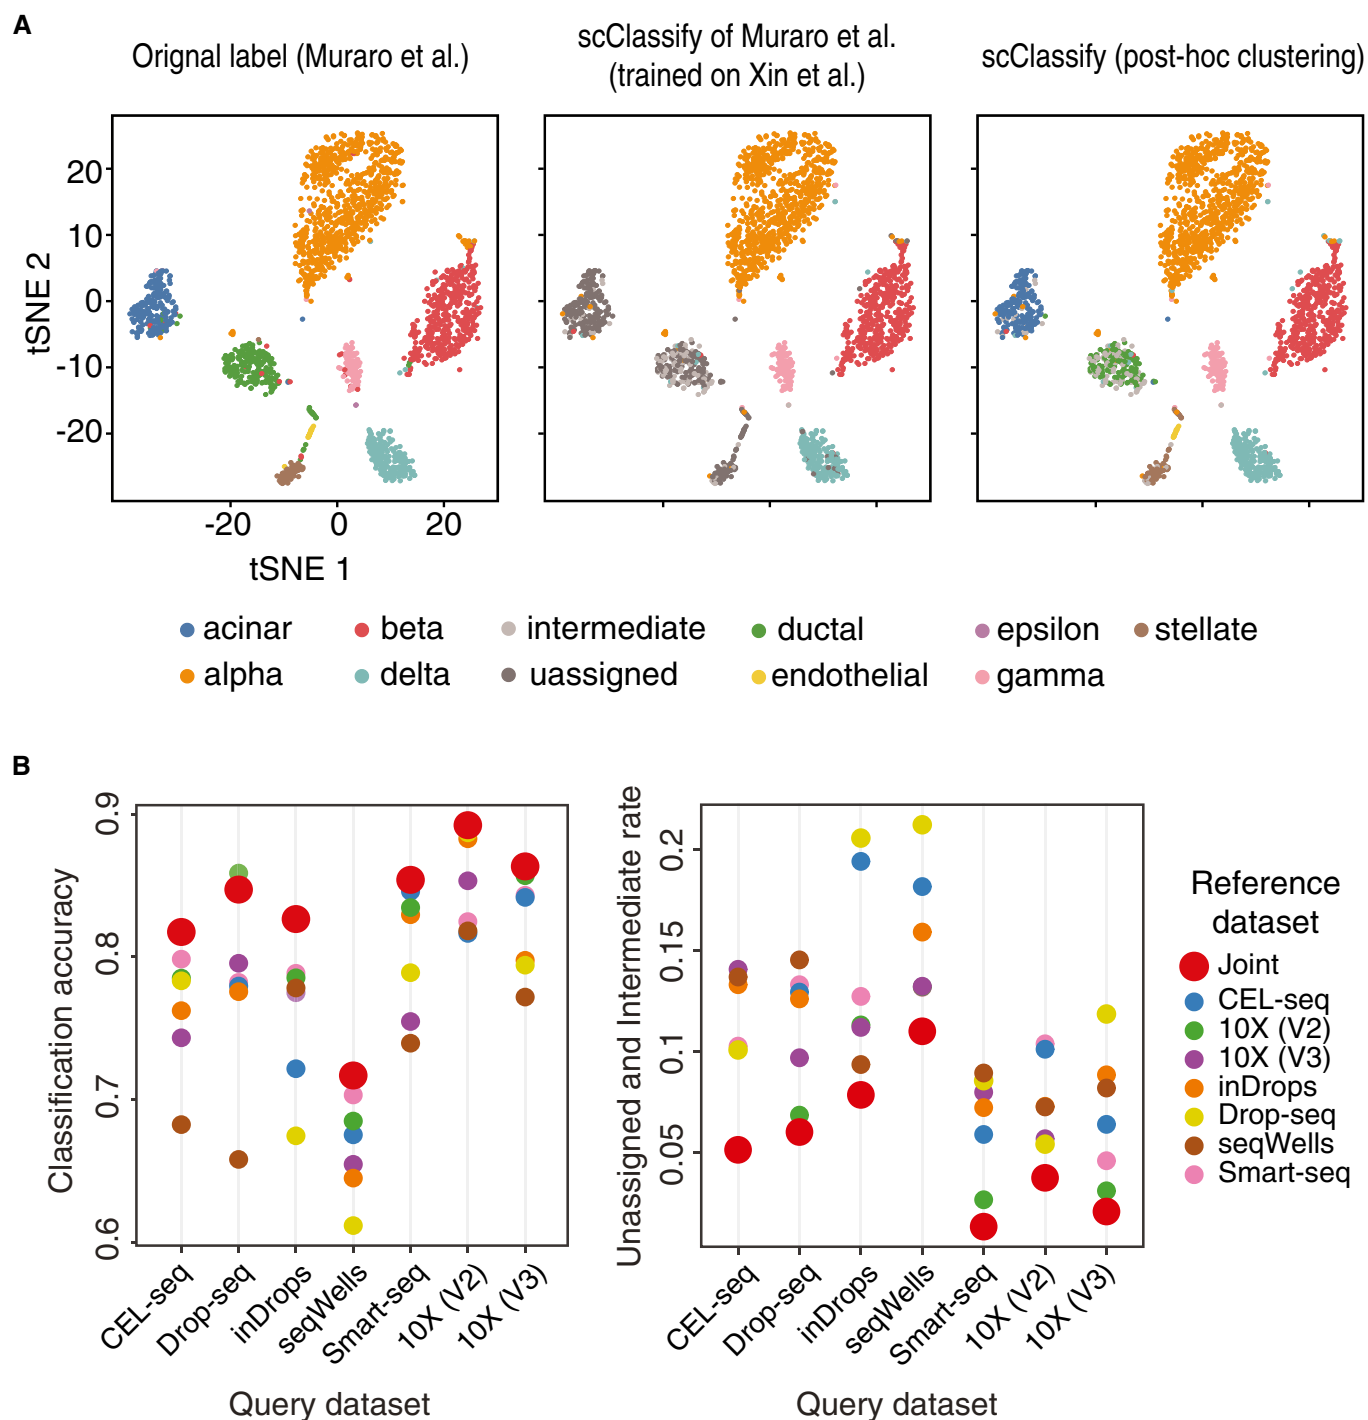 A
Orignal label (Muraro et al.)
scClassify of Muraro et al.
(trained on Xin et al.)
scClassify (post-hoc clustering)
tSNE 2
20
10
0
-10
-20
-20
0
20
tSNE 1
acinar
beta
intermediate
ductal
epsilon
stellate
alpha
delta
uassigned
endothelial
gamma
B
Classification accuracy
0.9
0.8
0.7
0.6
CEL-seq
Drop-seq
inDrops
seqWells
Smart-seq
10X (V2)
10X (V3)
Query dataset
Unassigned and Intermediate rate
0.2
0.15
0.1
0.05
CEL-seq
Drop-seq
inDrops
seqWells
Smart-seq
10X (V2)
10X (V3)
Query dataset
Reference
dataset
Joint
CEL-seq
10X (V2)
10X (V3)
inDrops
Drop-seq
seqWells
Smart-seq